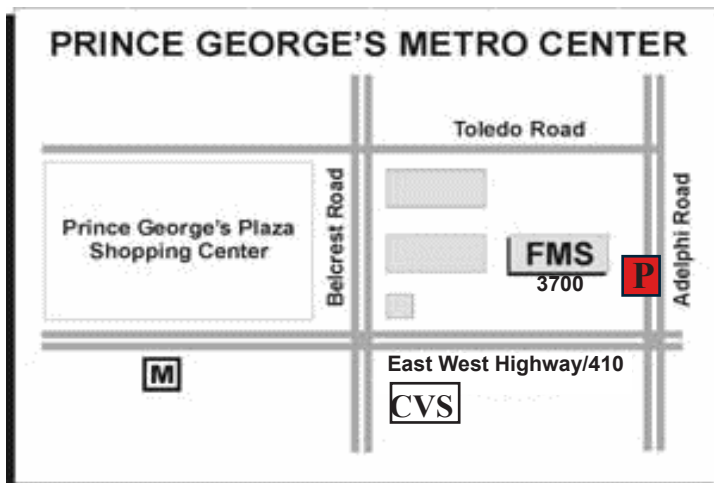 PRINCE GEORGE'S METRO CENTER
Toledo Road
Prince George's Plaza
Shopping Center
Belcrest Road
FMS
3700
P
Adelphi Road
East West Highway/410
M
CVS